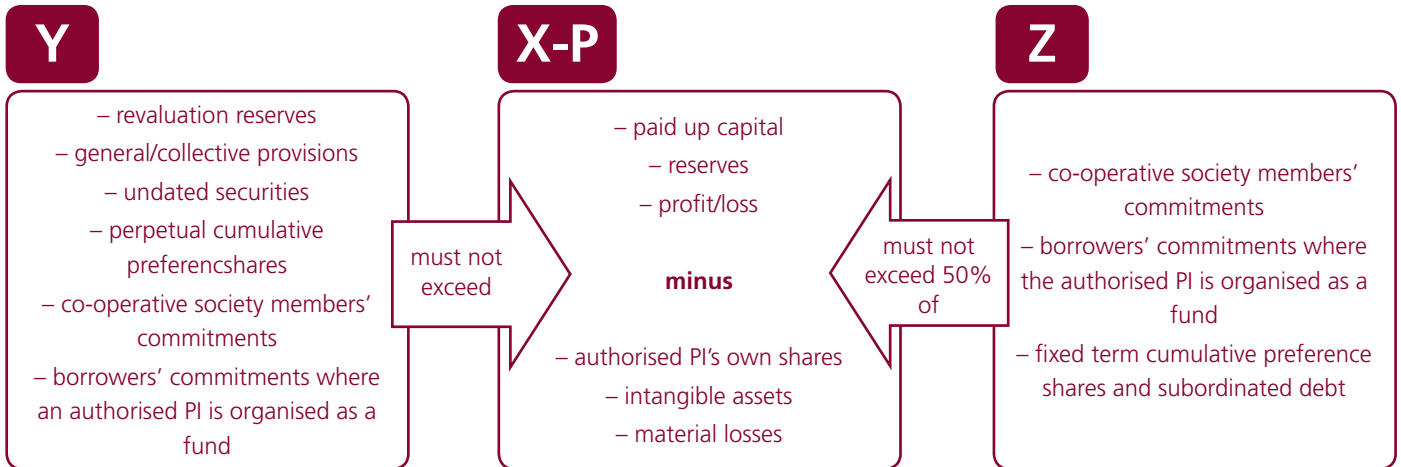 Y
– revaluation reserves
– general/collective provisions
– undated securities
– perpetual cumulative
preferencshares
– co-operative society members’
commitments
– borrowers’ commitments where
an authorised PI is organised as a
fund
must not
exceed
X-P
– paid up capital
– reserves
– profit/loss
minus
– authorised PI’s own shares
– intangible assets
– material losses
must not
exceed 50%
of
Z
– co-operative society members’
commitments
– borrowers’ commitments where
the authorised PI is organised as a
fund
– fixed term cumulative preference
shares and subordinated debt